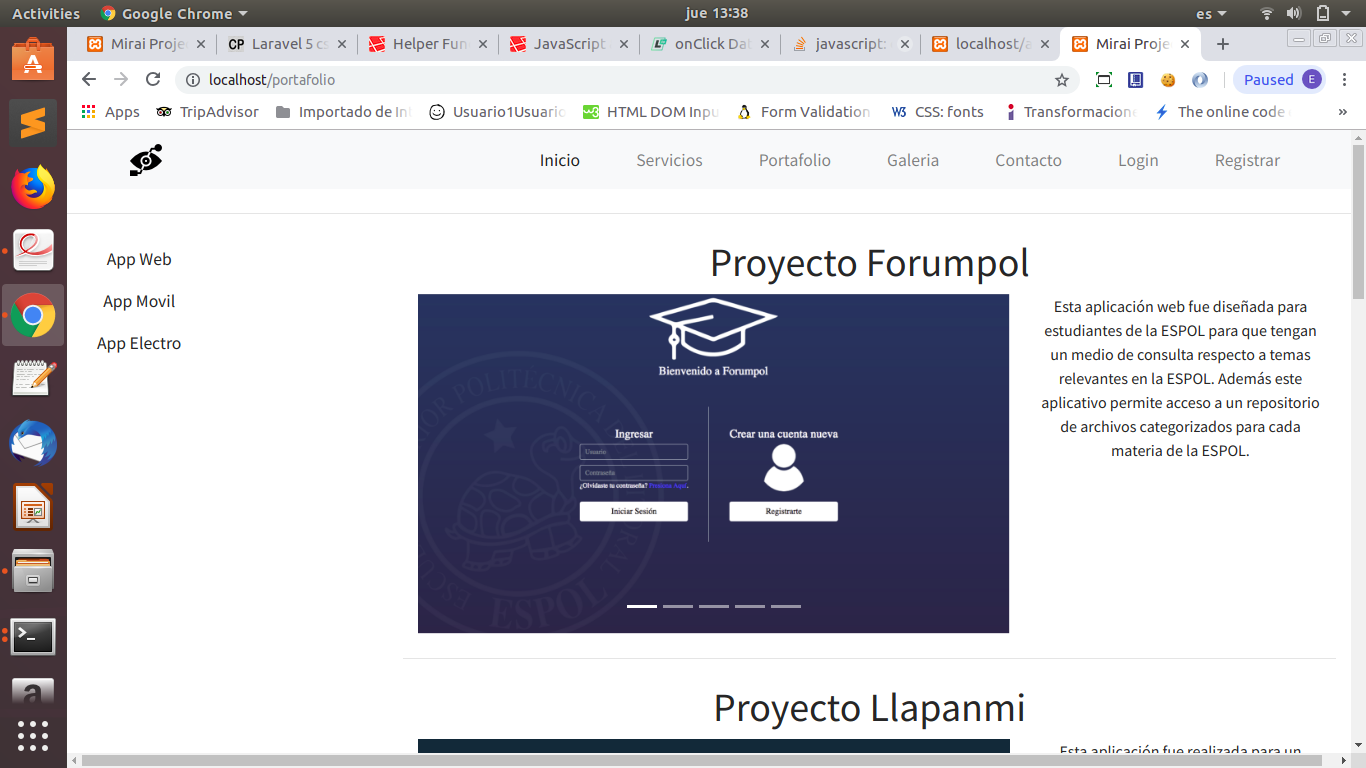 Activities Google Chrome jue 13:38 es
Mirai Proje Laravel 5 cs Helper Fun JavaScript onClick Dat javascript: localhost/a Mirai Proje
localhost/portafolio Paused E
Apps TripAdvisor Importado de In Usuario1Usuario HTML DOM Inpu Form Validation CSS: fonts Transformacione The online code »
Inicio Servicios Portafolio Galeria Contacto Login Registrar
App Web
App Movil
App Electro
Proyecto Forumpol
Bienvenido a Forumpol
Ingresar
Usuario
Contraseña
¿Olvidaste tu contraseña? Presiona Aquí.
Iniciar Sesión
Crear una cuenta nueva
Registrarte
ESPOL
Esta aplicación web fue diseñada para
estudiantes de la ESPOL para que tengan
un medio de consulta respecto a temas
relevantes en la ESPOL. Además este
aplicativo permite acceso a un repositorio
de archivos categorizados para cada
materia de la ESPOL.
Proyecto Llapanmi
Esta aplicación fue realizada para un